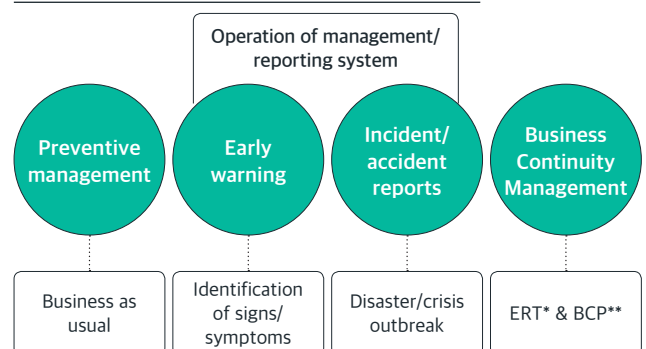 Operation of management/
reporting system
Preventive
management
Early
warning
Incident/
accident
reports
Business
Continuity
Management
Business as
usual
Identification
of signs/
symptoms
Disaster/crisis
outbreak
ERT* & BCP**